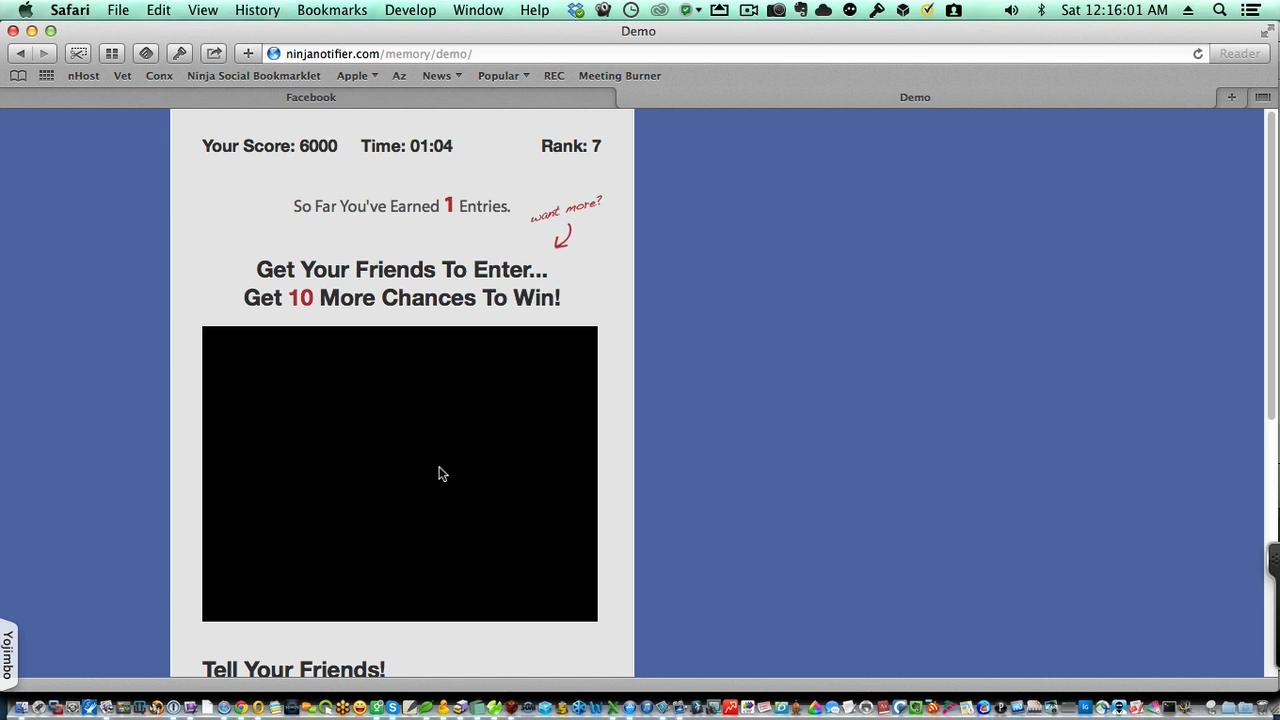 Safari File Edit View History Bookmarks Develop Window Help Sat 12:16:01 AM
Demo
ninjanotifier.com/memory/demo/
Reader
nHost Vet Conx Ninja Social Bookmarklet Apple Az News Popular REC Meeting Burner
Facebook Demo
Your Score: 6000 Time: 01:04 Rank: 7
So Far You've Earned 1 Entries.
want more?
Get Your Friends To Enter...
Get 10 More Chances To Win!
Yojimbo
Tell Your Friends!